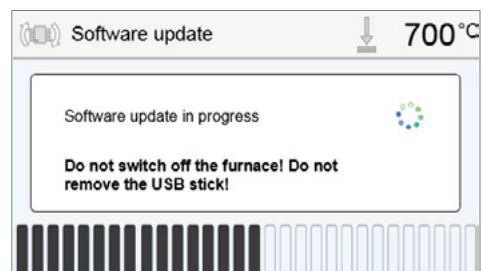 Software update
700°C
Software update in progress
Do not switch off the furnace! Do not
remove the USB stick!